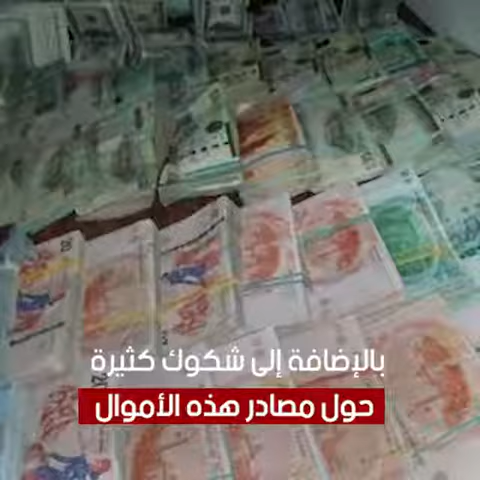 بالإضافة إلى شكوك كثيرة
حول مصادر هذه الأموال